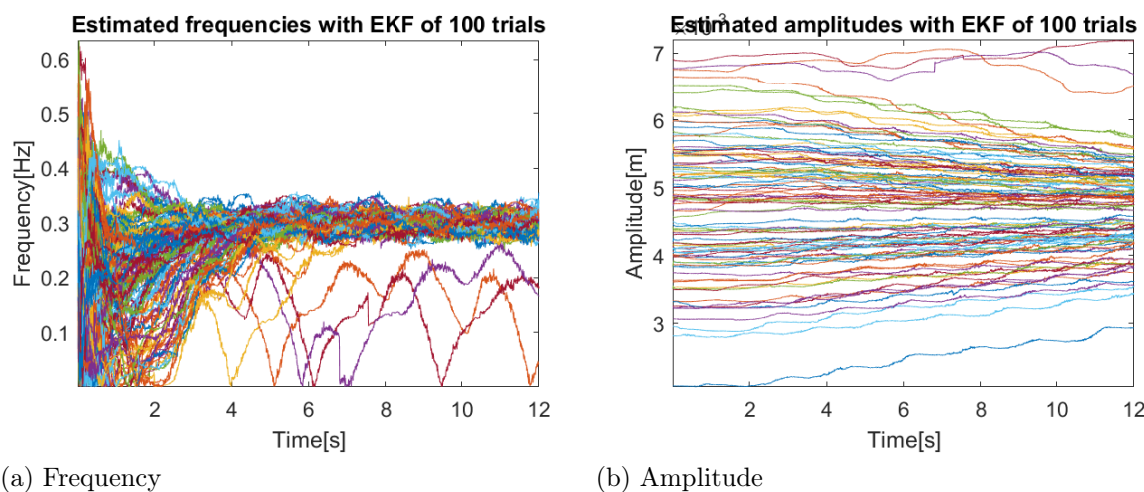 Estimated frequencies with EKF of 100 trials
0.6
0.5
0.4
0.3
0.2
0.1
Frequency[Hz]
2 4 6 8 10 12
Time[s]
(a) Frequency
Estimated amplitudes with EKF of 100 trials
7
6
5
4
3
Amplitude[m]
2 4 6 8 10 12
Time[s]
(b) Amplitude